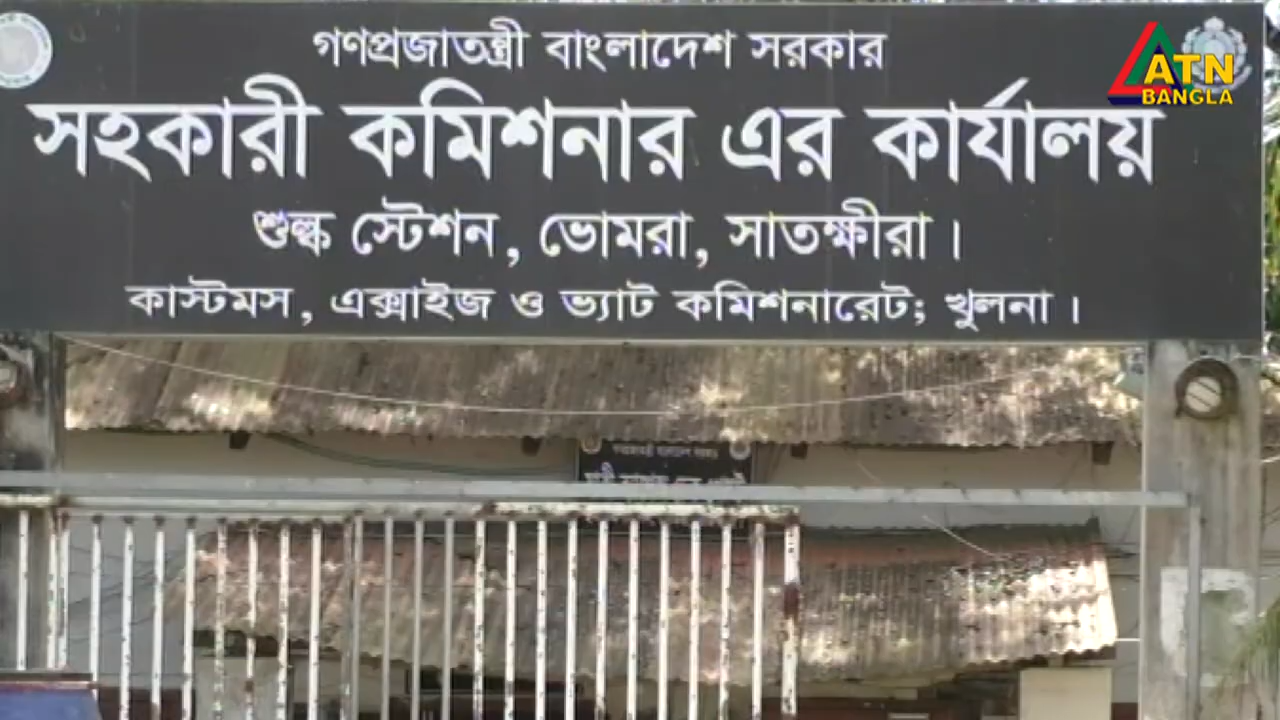 গণপ্রজাতন্ত্রী বাংলাদেশ সরকার
ATN
BANGLA
সহকারী কমিশনার এর কার্যালয়
শুল্ক স্টেশন, ভোমরা, সাতক্ষীরা।
কাস্টমস, এক্সাইজ ও ভ্যাট কমিশনারেট; খুলনা।